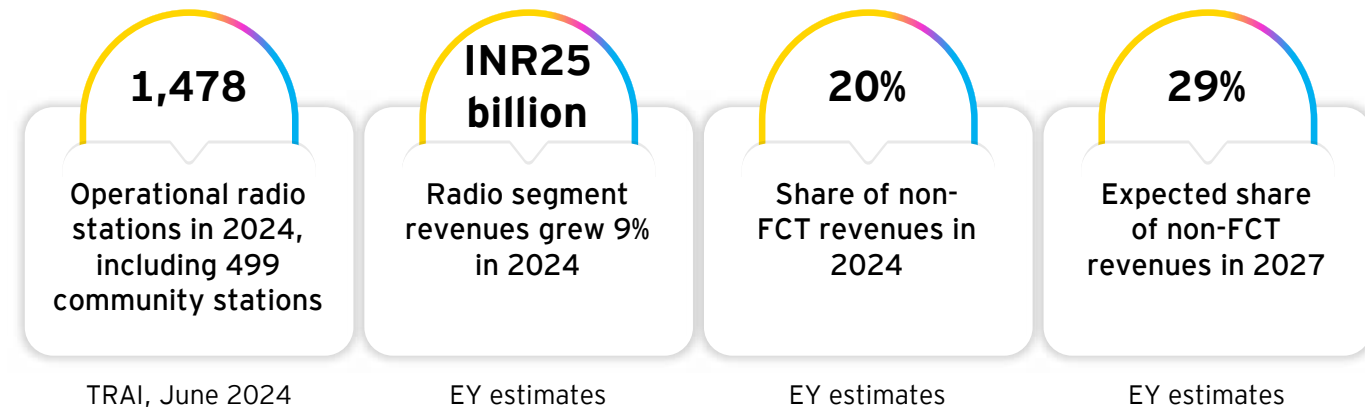 1,478
Operational radio
stations in 2024,
including 499
community stations
TRAI, June 2024
INR25
billion
Radio segment
revenues grew 9%
in 2024
EY estimates
20%
Share of non-
FCT revenues in
2024
EY estimates
29%
Expected share
of non-FCT
revenues in 2027
EY estimates